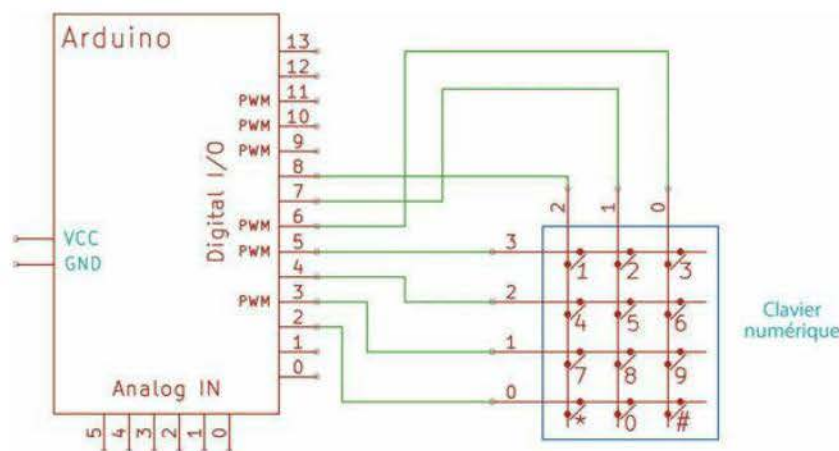 Arduino
13
12
PWM 11
PWM 10
PWM 9
8
7
PWM 6
PWM 5
4
PWM 3
2
1
0
Digital I/O
VCC
GND
Analog IN
5 4 3 2 1 0
2 1 0
3
2
1
0
1 2 3
4 5 6
7 8 9
* 0 #
Clavier
numérique